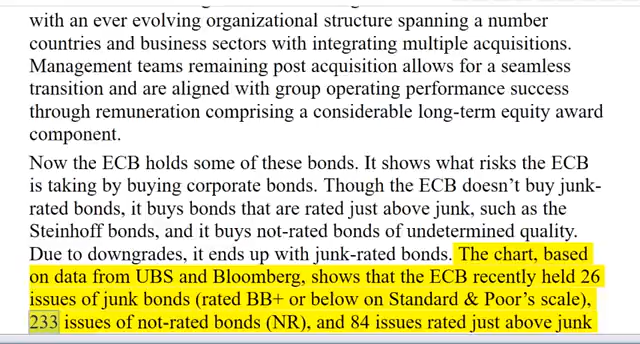 with an ever evolving organizational structure spanning a number
countries and business sectors with integrating multiple acquisitions.
Management teams remaining post acquisition allows for a seamless
transition and are aligned with group operating performance success
through remuneration comprising a considerable long-term equity award
component.
Now the ECB holds some of these bonds. It shows what risks the ECB
is taking by buying corporate bonds. Though the ECB doesn't buy junk-
rated bonds, it buys bonds that are rated just above junk, such as the
Steinhoff bonds, and it buys not-rated bonds of undetermined quality.
Due to downgrades, it ends up with junk-rated bonds. The chart, based
on data from UBS and Bloomberg, shows that the ECB recently held 26
issues of junk bonds (rated BB+ or below on Standard & Poor's scale),
233 issues of not-rated bonds (NR), and 84 issues rated just above junk